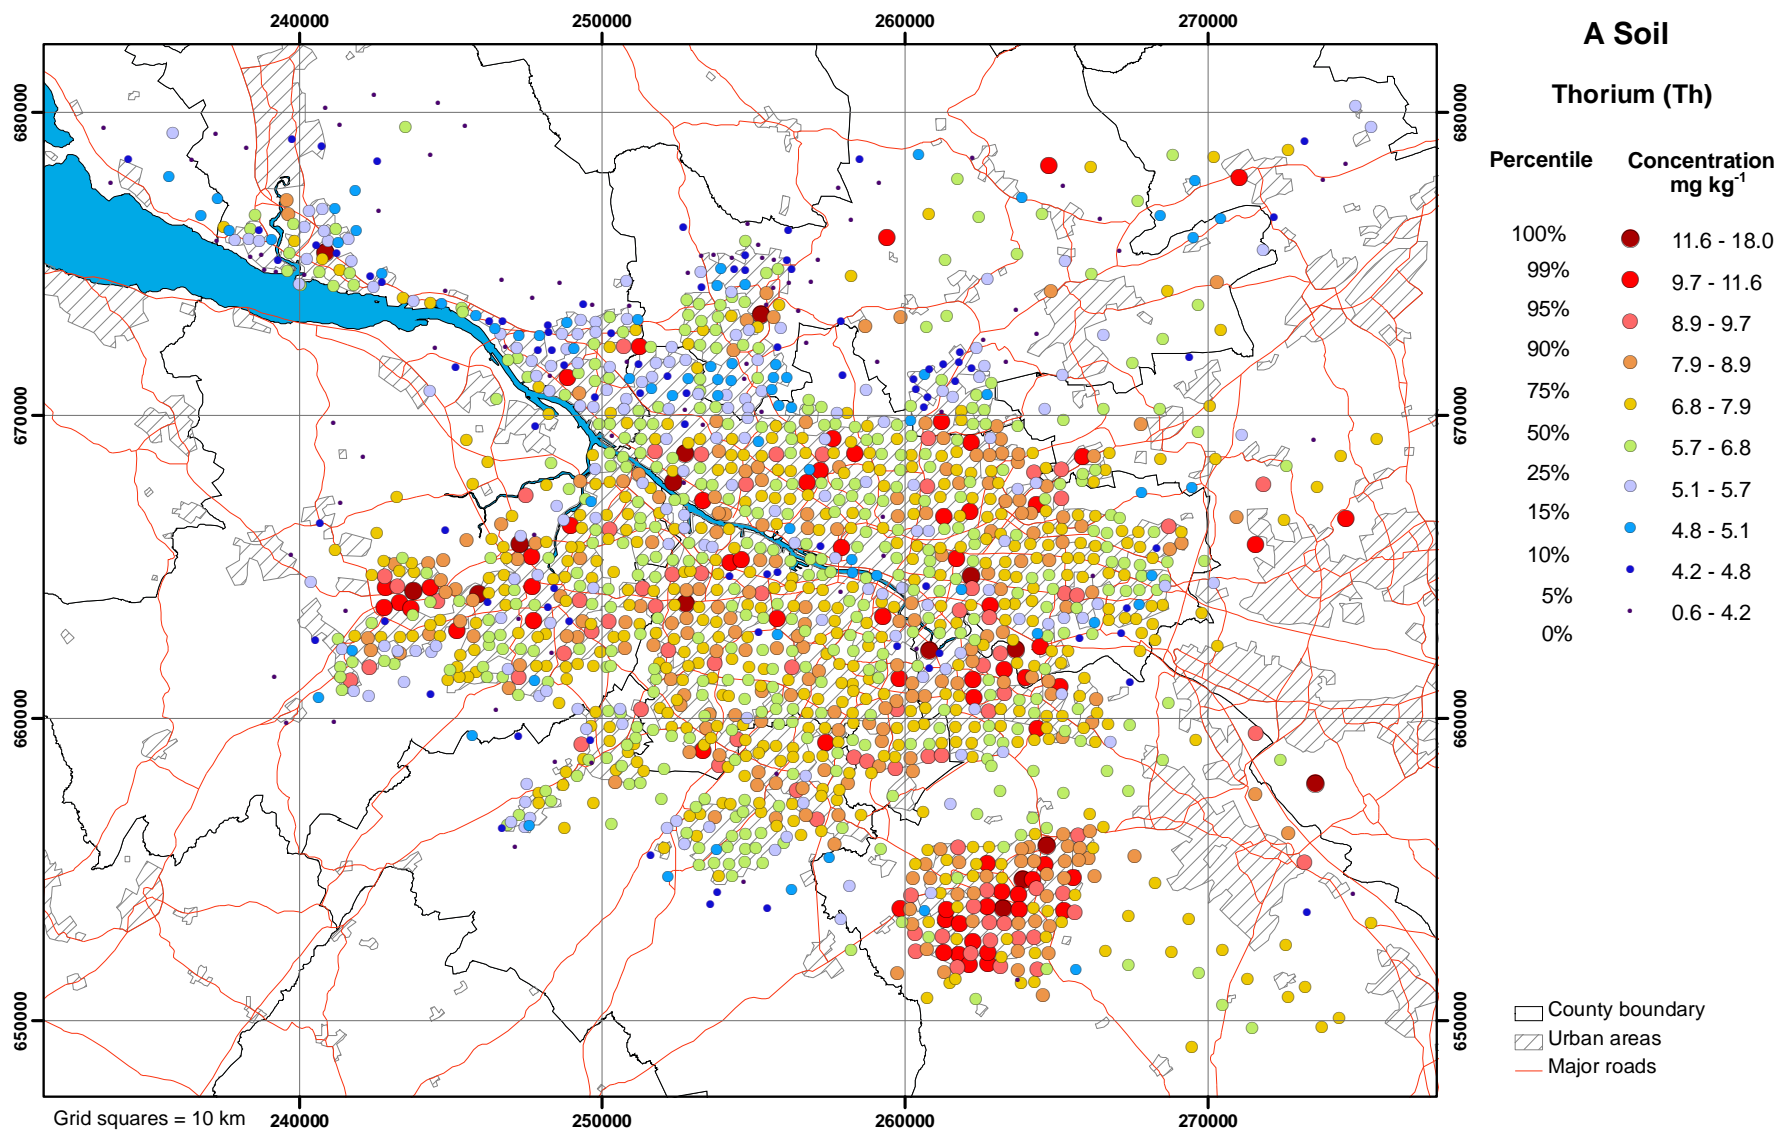 240000 250000 260000 270000
A Soil
Thorium (Th)
Percentile Concentration
mg kg-1
100% 11.6 - 18.0
99% 9.7 - 11.6
95% 8.9 - 9.7
90% 7.9 - 8.9
75% 6.8 - 7.9
50% 5.7 - 6.8
25% 5.1 - 5.7
15% 4.8 - 5.1
10% 4.2 - 4.8
5% 0.6 - 4.2
0%
680000 680000
670000 670000
660000 660000
650000 650000
County boundary
Urban areas
Major roads
Grid squares = 10 km
240000 250000 260000 270000